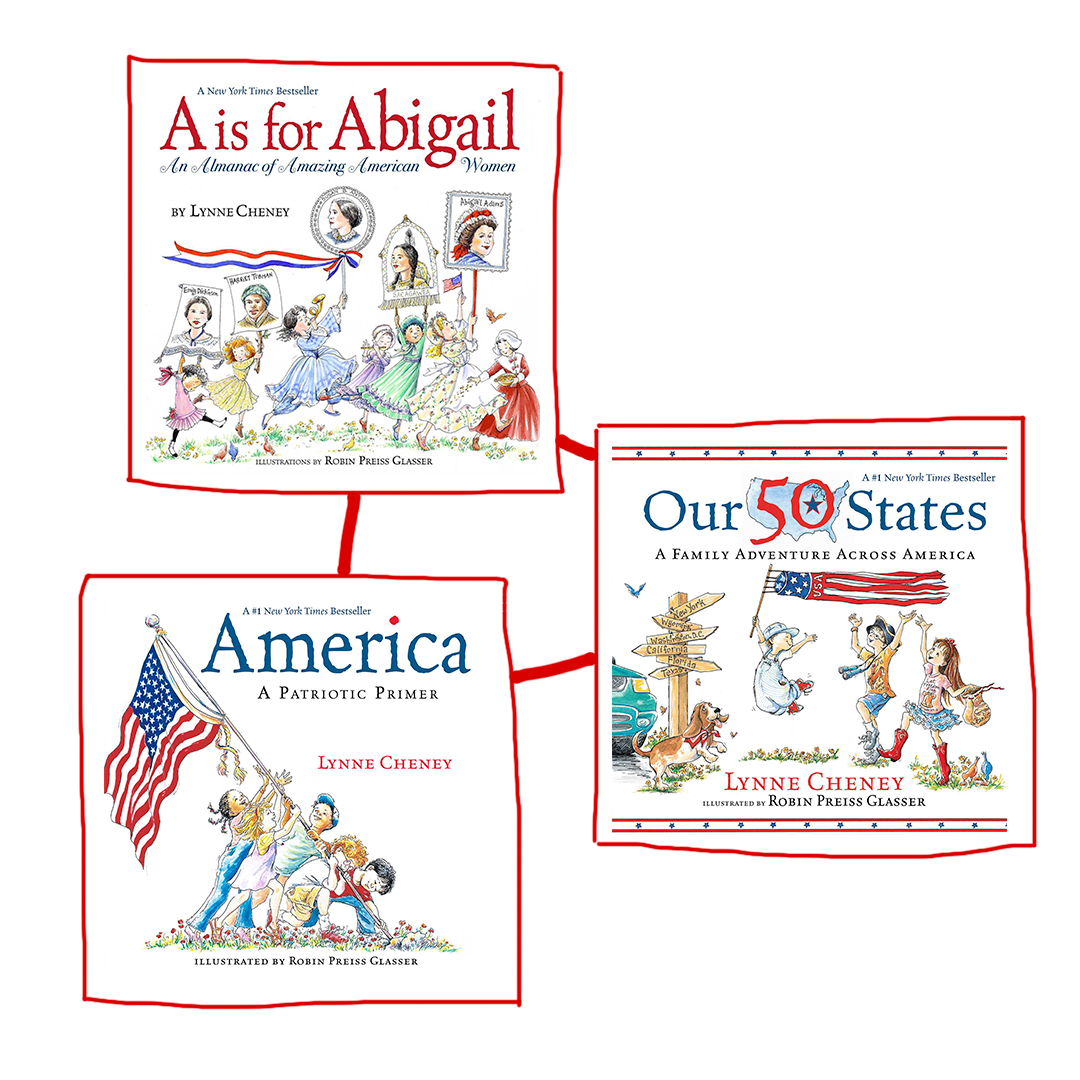 A New York Times Bestseller
A is for Abigail
An Almanac of Amazing American Women
BY LYNNE CHENEY
SUSAN B. ANTHONY
Abigail Adams
SACAGAWEA
HARRIET TUBMAN
Emily Dickinson
ILLUSTRATIONS BY ROBIN PREISS GLASSER
A #1 New York Times Bestseller
Our 50 States
A FAMILY ADVENTURE ACROSS AMERICA
USA
New York
Wyoming
Washington, D.C.
California
Florida
Texas
LYNNE CHENEY
ILLUSTRATED BY ROBIN PREISS GLASSER
A #1 New York Times Bestseller
America
A PATRIOTIC PRIMER
LYNNE CHENEY
ILLUSTRATED BY ROBIN PREISS GLASSER